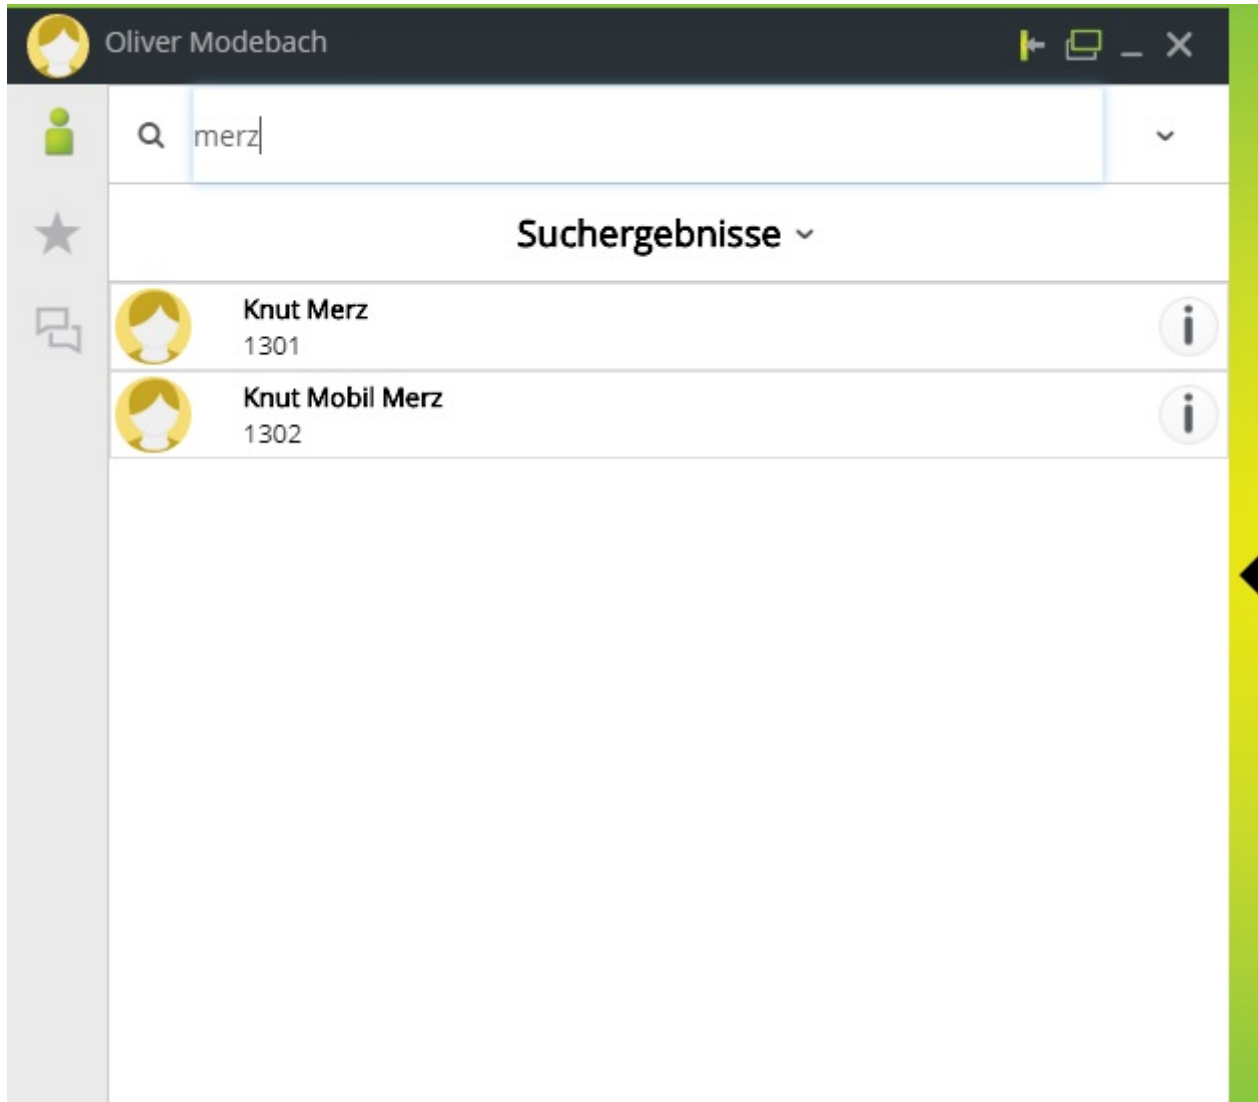 Oliver Modebach
merz
Suchergebnisse
Knut Merz
1301
Knut Mobil Merz
1302